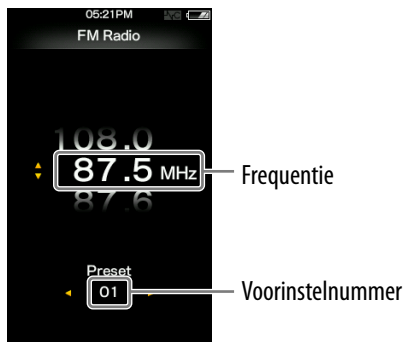 05:21PM
FM Radio
108.0
87.5 MHz
87.6
Frequentie
Preset
01
Voorinstelnummer